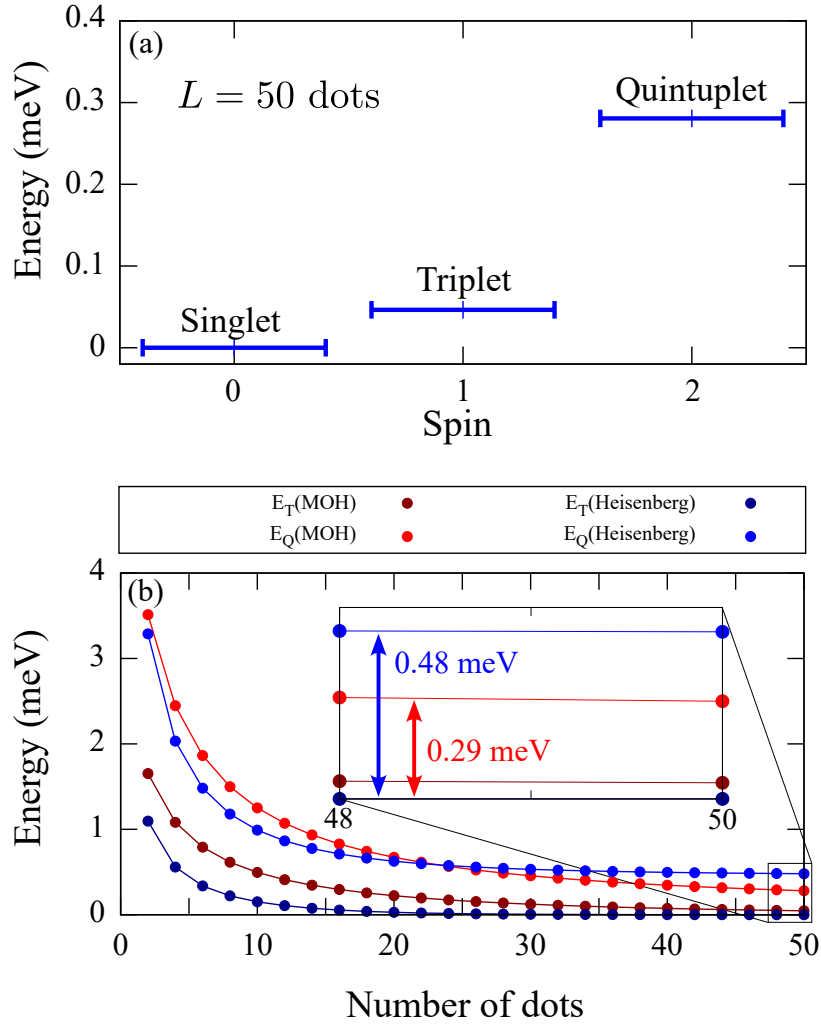 (a)
L = 50 dots
Energy (meV)
0.4
0.3
0.2
0.1
0
Singlet
Triplet
Quintuplet
0 1 2
Spin
E_T(MOH) E_T(Heisenberg)
E_Q(MOH) E_Q(Heisenberg)
(b)
Energy (meV)
4
3
2
1
0
0.48 meV
0.29 meV
48 50
0 10 20 30 40 50
Number of dots